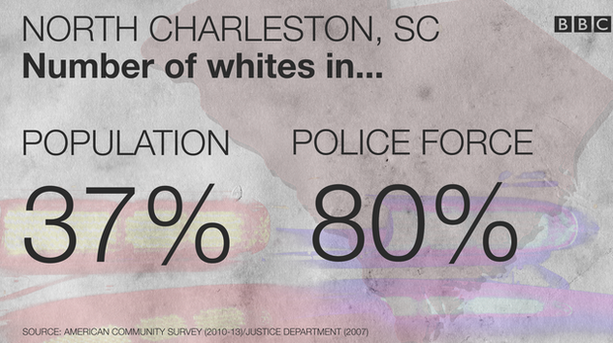 NORTH CHARLESTON, SC
BBC
Number of whites in...
POPULATION
POLICE FORCE
37%
80%
SOURCE: AMERICAN COMMUNITY SURVEY (2010-13)/JUSTICE DEPARTMENT (2007)